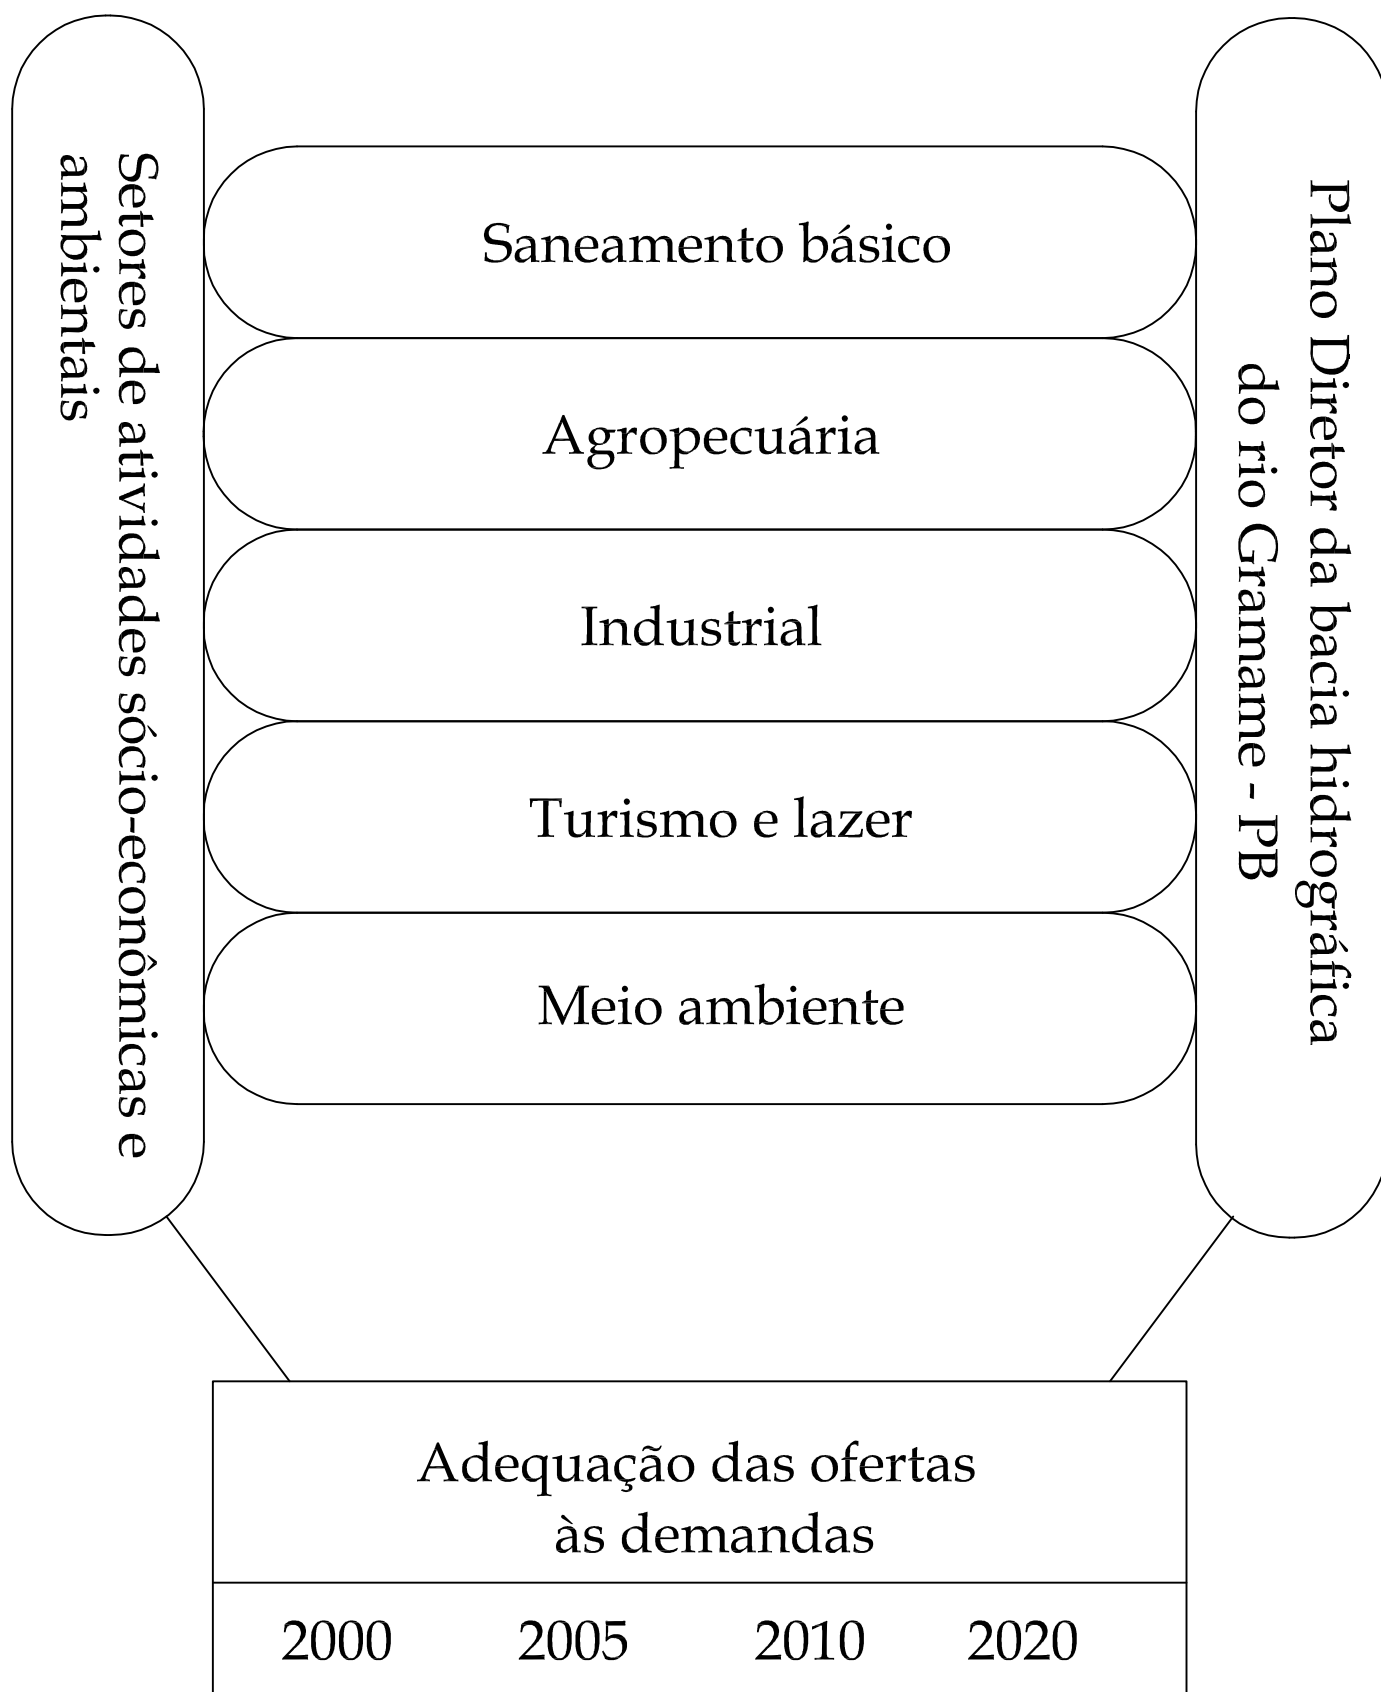 Setores de atividades sócio-econômicas e
ambientais
Saneamento básico
Agropecuária
Industrial
Turismo e lazer
Meio ambiente
Plano Diretor da bacia hidrográfica
do rio Gramame - PB
Adequação das ofertas
às demandas
2000 2005 2010 2020